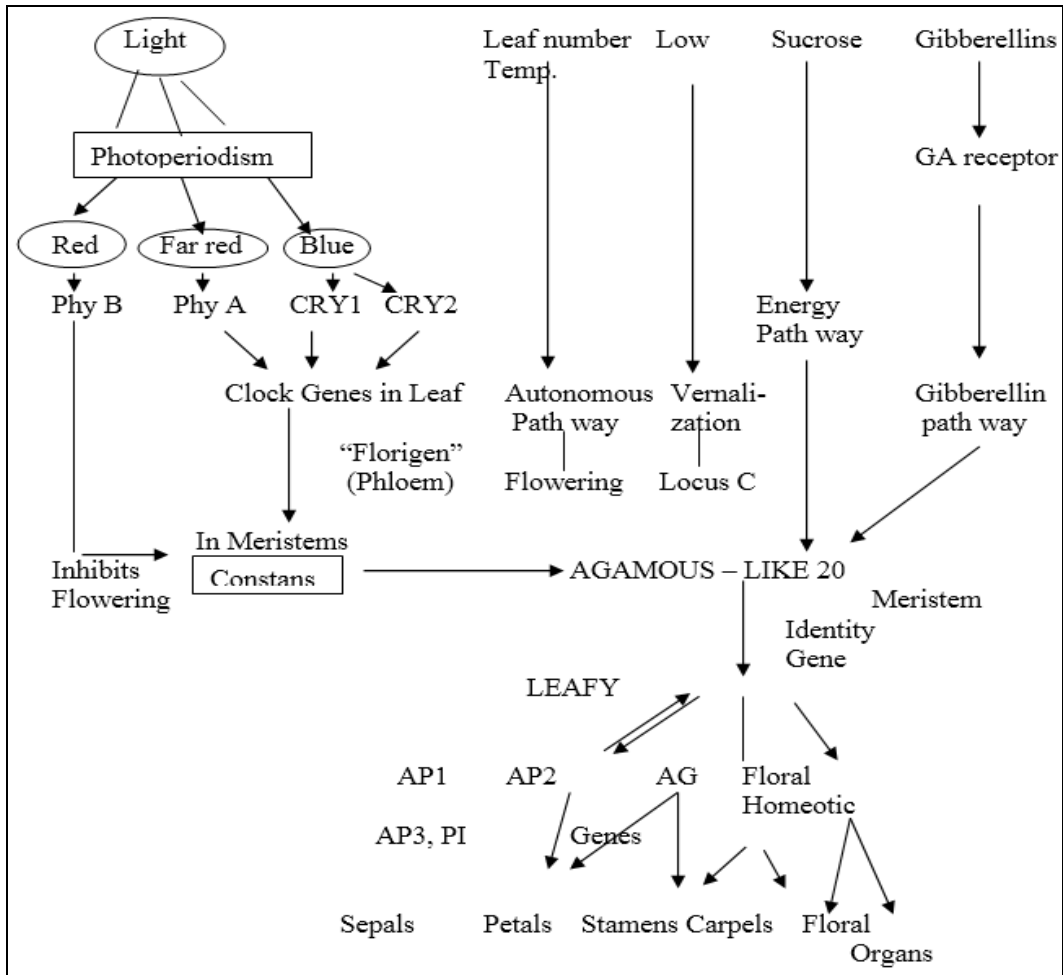 Light
Leaf number Low Sucrose Gibberellins
Temp.
Photoperiodism
GA receptor
Red Far red Blue
Phy B Phy A CRY1 CRY2
Energy
Path way
Clock Genes in Leaf
Autonomous Vernali- Gibberellin
Path way zation path way
“Florigen”
(Phloem)
Flowering Locus C
In Meristems
Inhibits
Flowering
Constans
AGAMOUS – LIKE 20
Meristem
Identity
Gene
LEAFY
AP1 AP2 AG Floral
Homeotic
AP3, PI Genes
Sepals Petals Stamens Carpels Floral
Organs